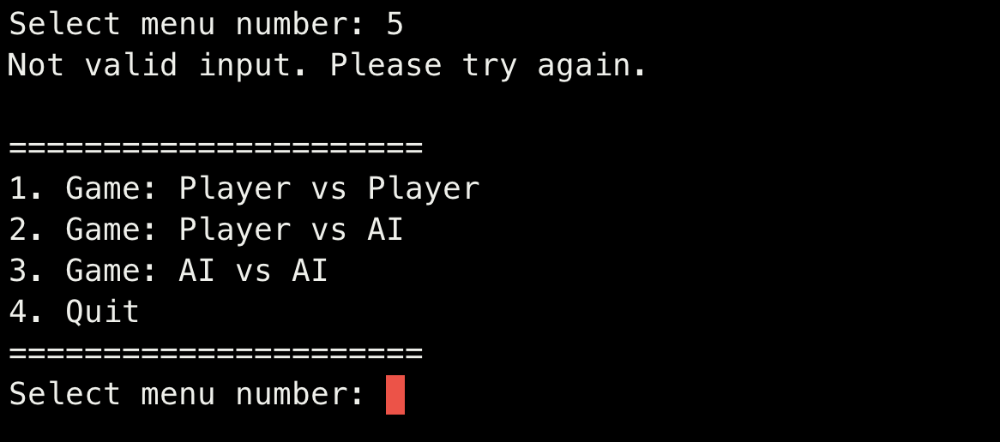 Select menu number: 5
Not valid input. Please try again.
======================
1. Game: Player vs Player
2. Game: Player vs AI
3. Game: AI vs AI
4. Quit
======================
Select menu number: